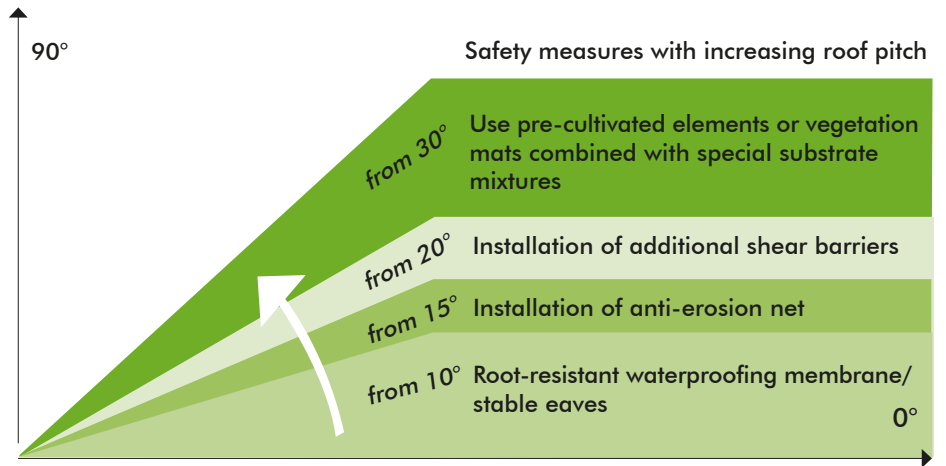 90°
Safety measures with increasing roof pitch
from 30°
Use pre-cultivated elements or vegetation
mats combined with special substrate
mixtures
from 20°
Installation of additional shear barriers
from 15°
Installation of anti-erosion net
from 10°
Root-resistant waterproofing membrane/
stable eaves
0°